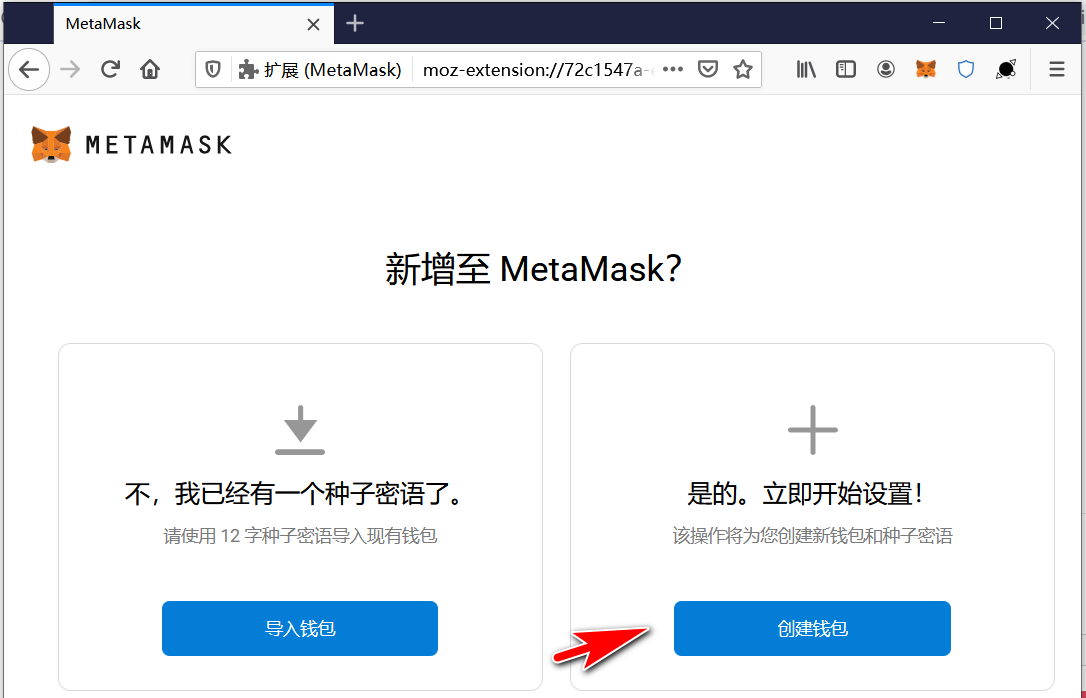 MetaMask
扩展 (MetaMask) moz-extension://72c1547a-
METAMASK
新增至 MetaMask？
不，我已经有一个种子密语了。
请使用 12 字种子密语导入现有钱包
导入钱包
是的。立即开始设置！
该操作将为您创建新钱包和种子密语
创建钱包